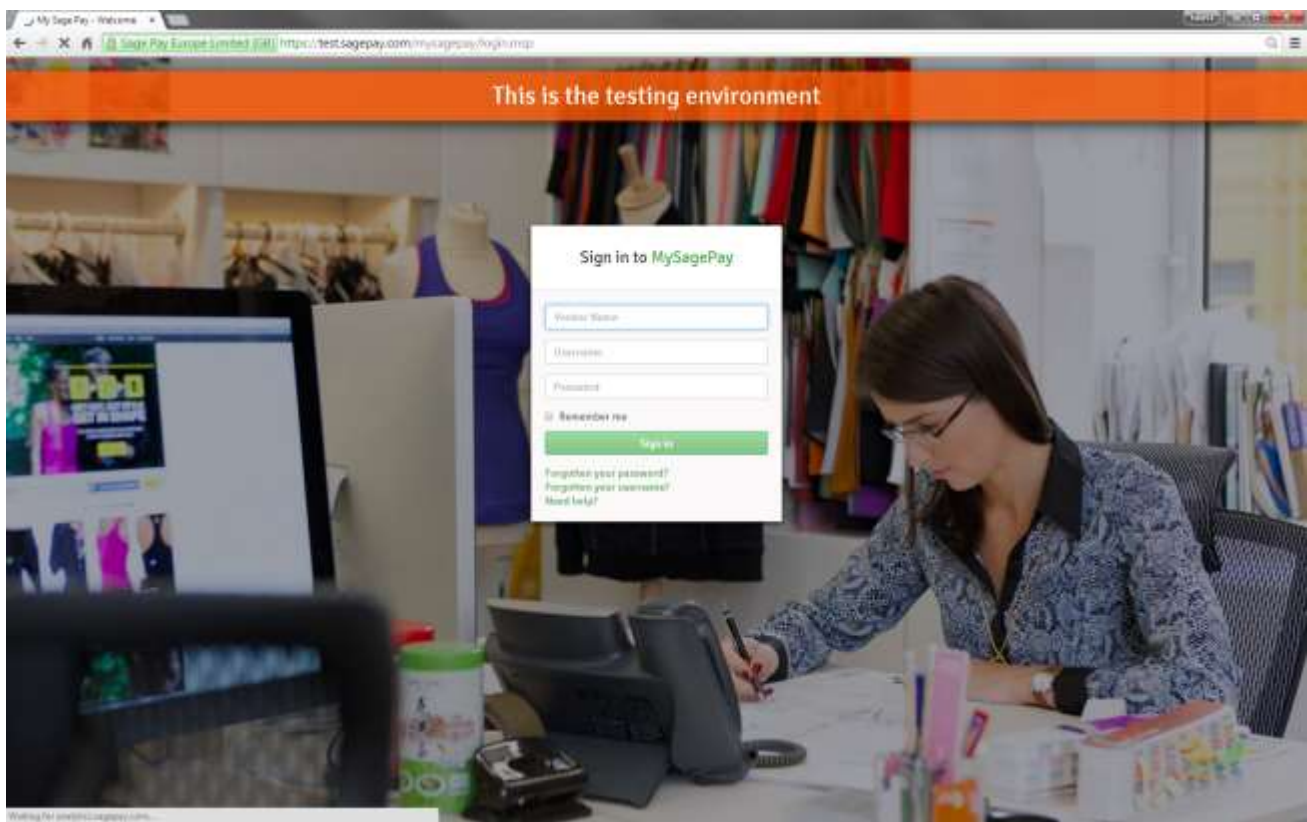 My Sage Pay - Welcome
Sage Pay Europe Limited [GB] https://test.sagepay.com/mysagepay/login.msp
This is the testing environment
Sign in to MySagePay
Vendor Name
Username
Password
Remember me
Sign in
Forgotten your password?
Forgotten your username?
Need help?